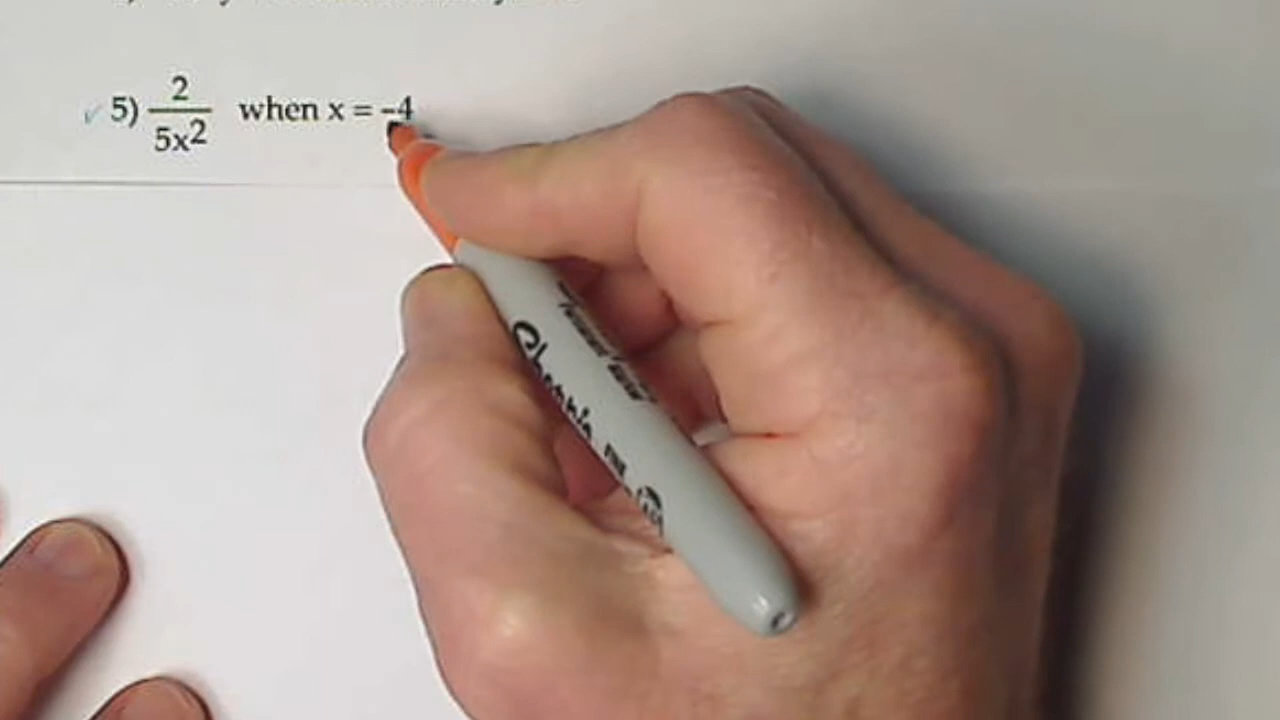 5) 2/5x² when x = –4
Sharpie